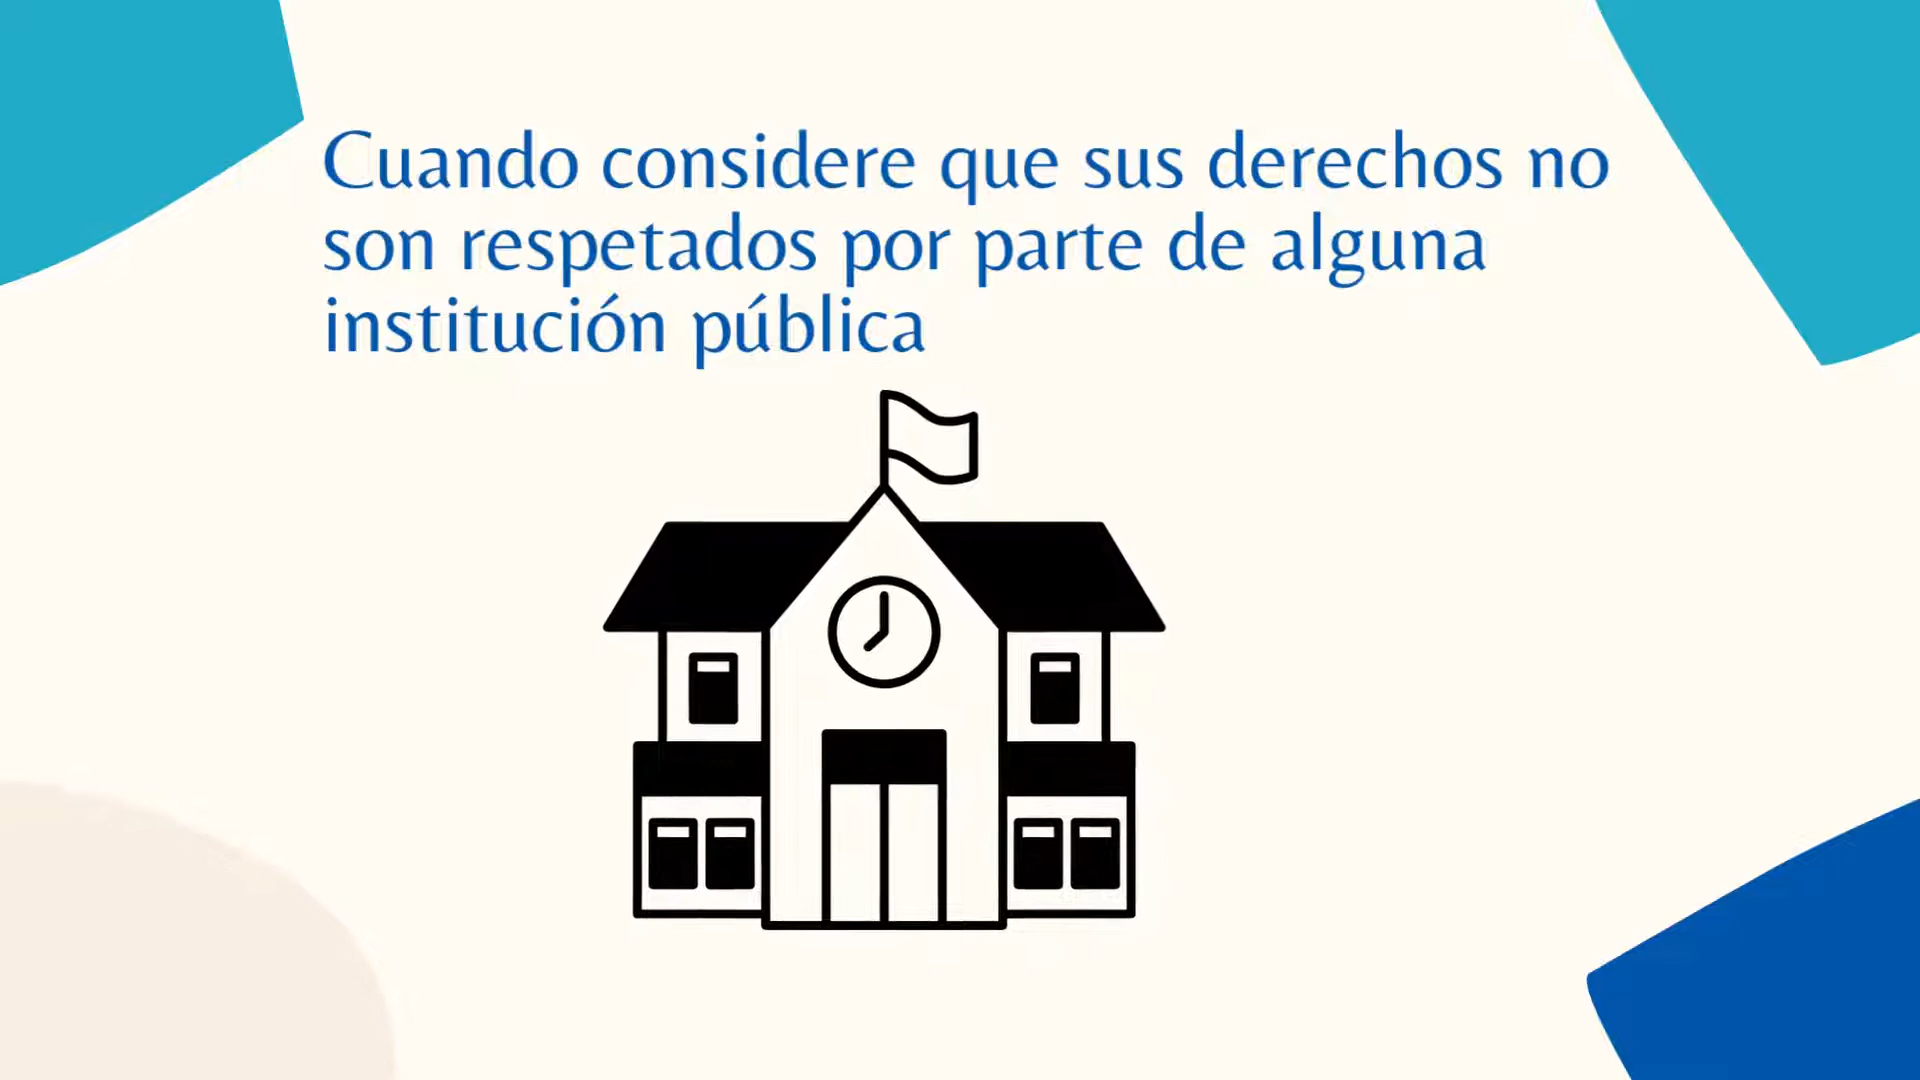 Cuando considere que sus derechos no
son respetados por parte de alguna
institución pública